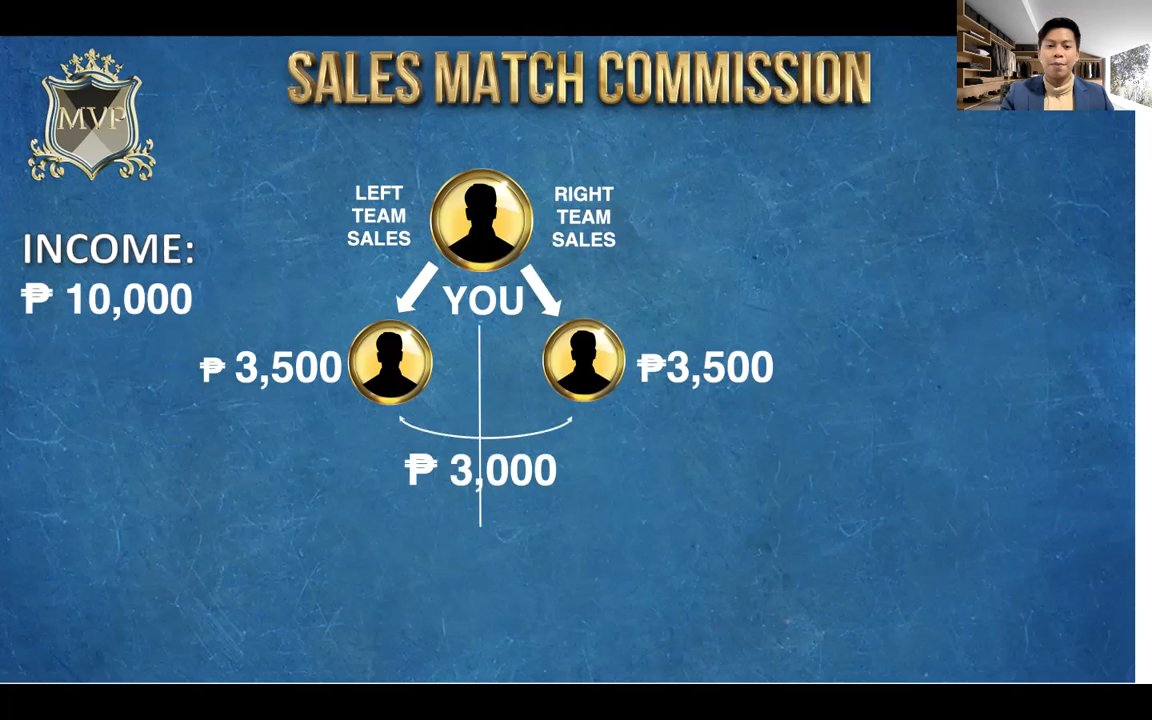 SALES MATCH COMMISSION
MVP
LEFT
TEAM
SALES
RIGHT
TEAM
SALES
INCOME:
₱ 10,000
YOU
₱ 3,500
₱3,500
₱ 3,000